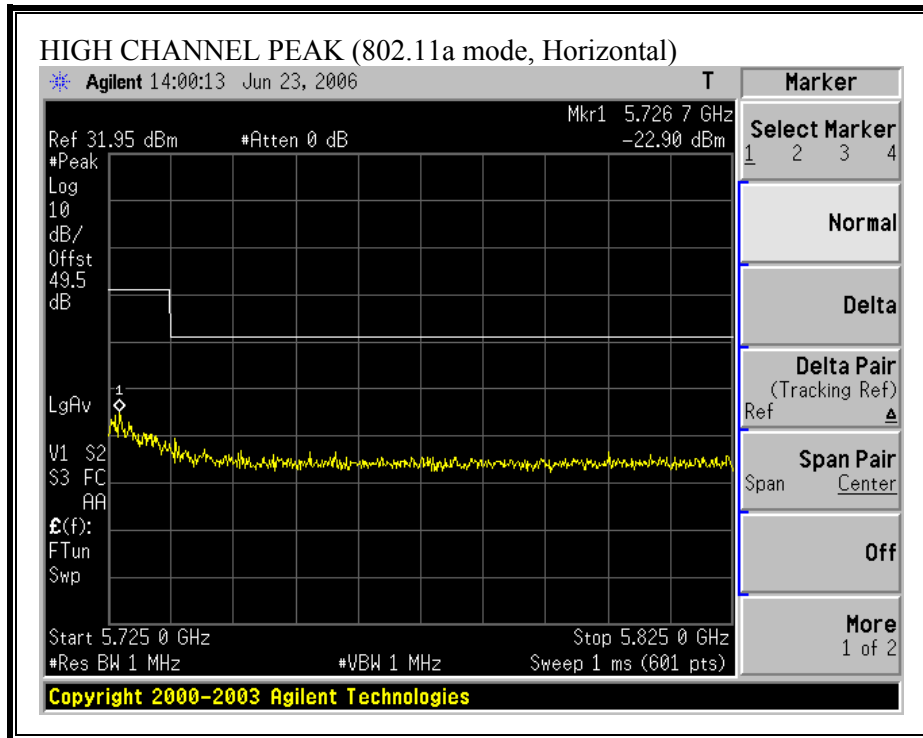 HIGH CHANNEL PEAK (802.11a mode, Horizontal)
Agilent 14:00:13 Jun 23, 2006 T
Mkr1 5.726 7 GHz
Ref 31.95 dBm #Atten 0 dB -22.90 dBm
#Peak
Log
10
dB/
Offst
49.5
dB
1
LgAv
V1 S2
S3 FC
AA
£(f):
FTun
Swp
Start 5.725 0 GHz Stop 5.825 0 GHz
#Res BW 1 MHz #VBW 1 MHz Sweep 1 ms (601 pts)
Copyright 2000-2003 Agilent Technologies
Marker
Select Marker
1 2 3 4
Normal
Delta
Delta Pair
(Tracking Ref)
Ref Δ
Span Pair
Span Center
Off
More
1 of 2